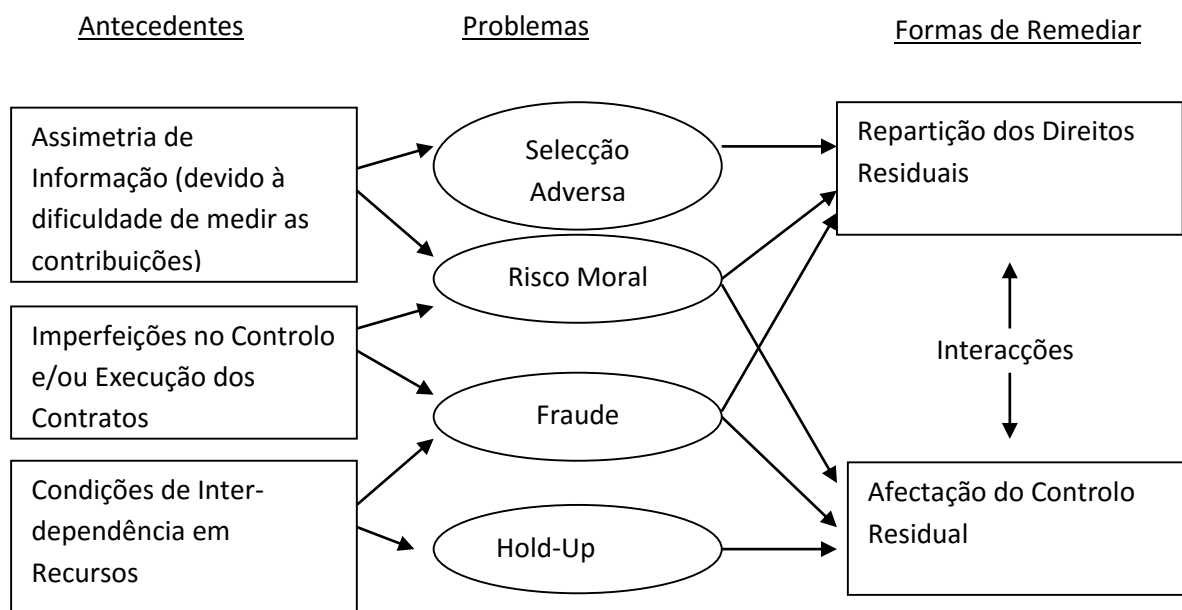 Antecedentes
Problemas
Formas de Remediar
Assimetria de
Informação (devido à
dificuldade de medir as
contribuições)
Imperfeições no Controlo
e/ou Execução dos
Contratos
Condições de Inter-
dependência em
Recursos
Selecção
Adversa
Risco Moral
Fraude
Hold-Up
Repartição dos Direitos
Residuais
Interacções
Afectação do Controlo
Residual